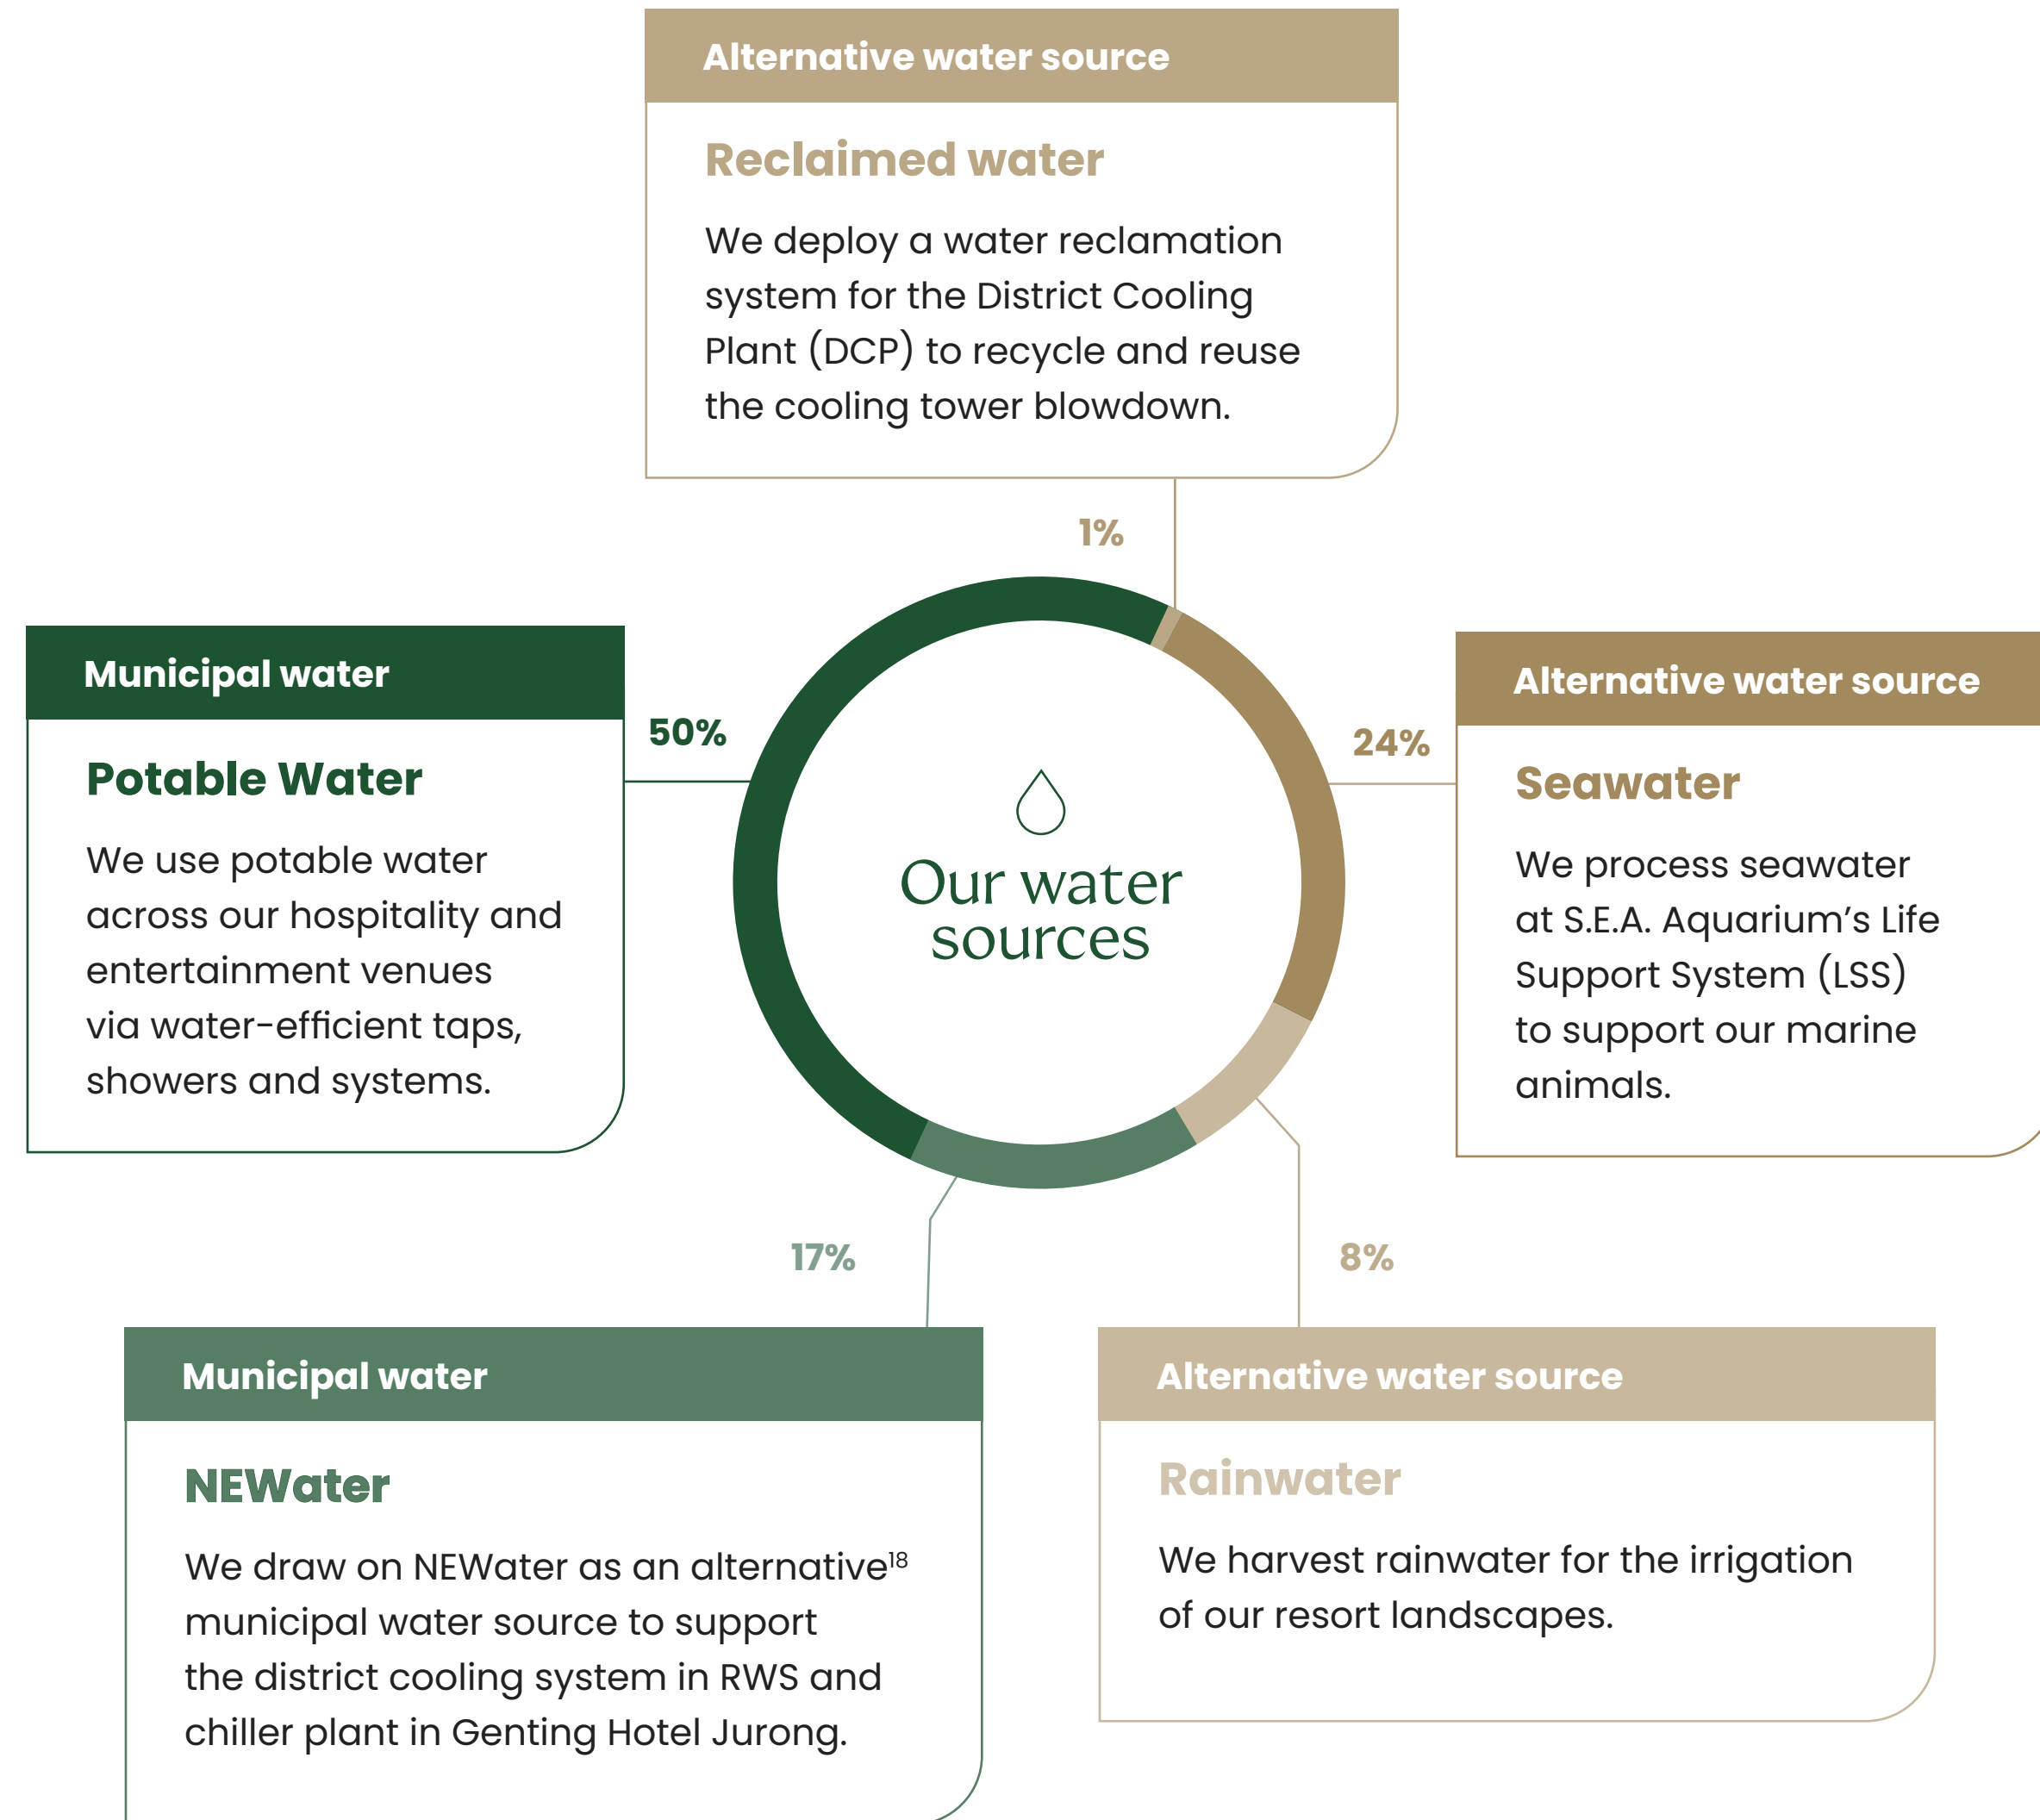 Alternative water source
Reclaimed water
We deploy a water reclamation
system for the District Cooling
Plant (DCP) to recycle and reuse
the cooling tower blowdown.
1%
Municipal water
Potable Water
We use potable water
across our hospitality and
entertainment venues
via water-efficient taps,
showers and systems.
50%
Our water
sources
24%
Alternative water source
Seawater
We process seawater
at S.E.A. Aquarium’s Life
Support System (LSS)
to support our marine
animals.
17%
Municipal water
NEWater
We draw on NEWater as an alternative¹⁸
municipal water source to support
the district cooling system in RWS and
chiller plant in Genting Hotel Jurong.
8%
Alternative water source
Rainwater
We harvest rainwater for the irrigation
of our resort landscapes.